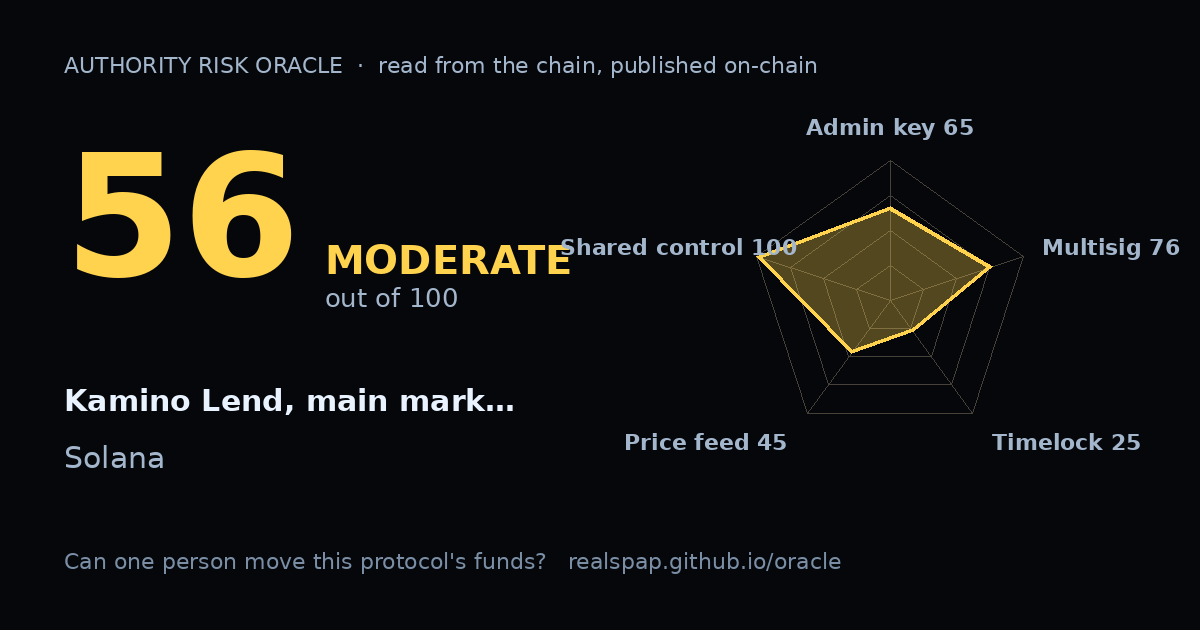 AUTHORITY RISK ORACLE · read from the chain, published on-chain
Admin key 65
56
MODERATE
out of 100
Shared control 100
Multisig 76
Kamino Lend, main mark…
Solana
Price feed 45
Timelock 25
Can one person move this protocol's funds? realspap.github.io/oracle